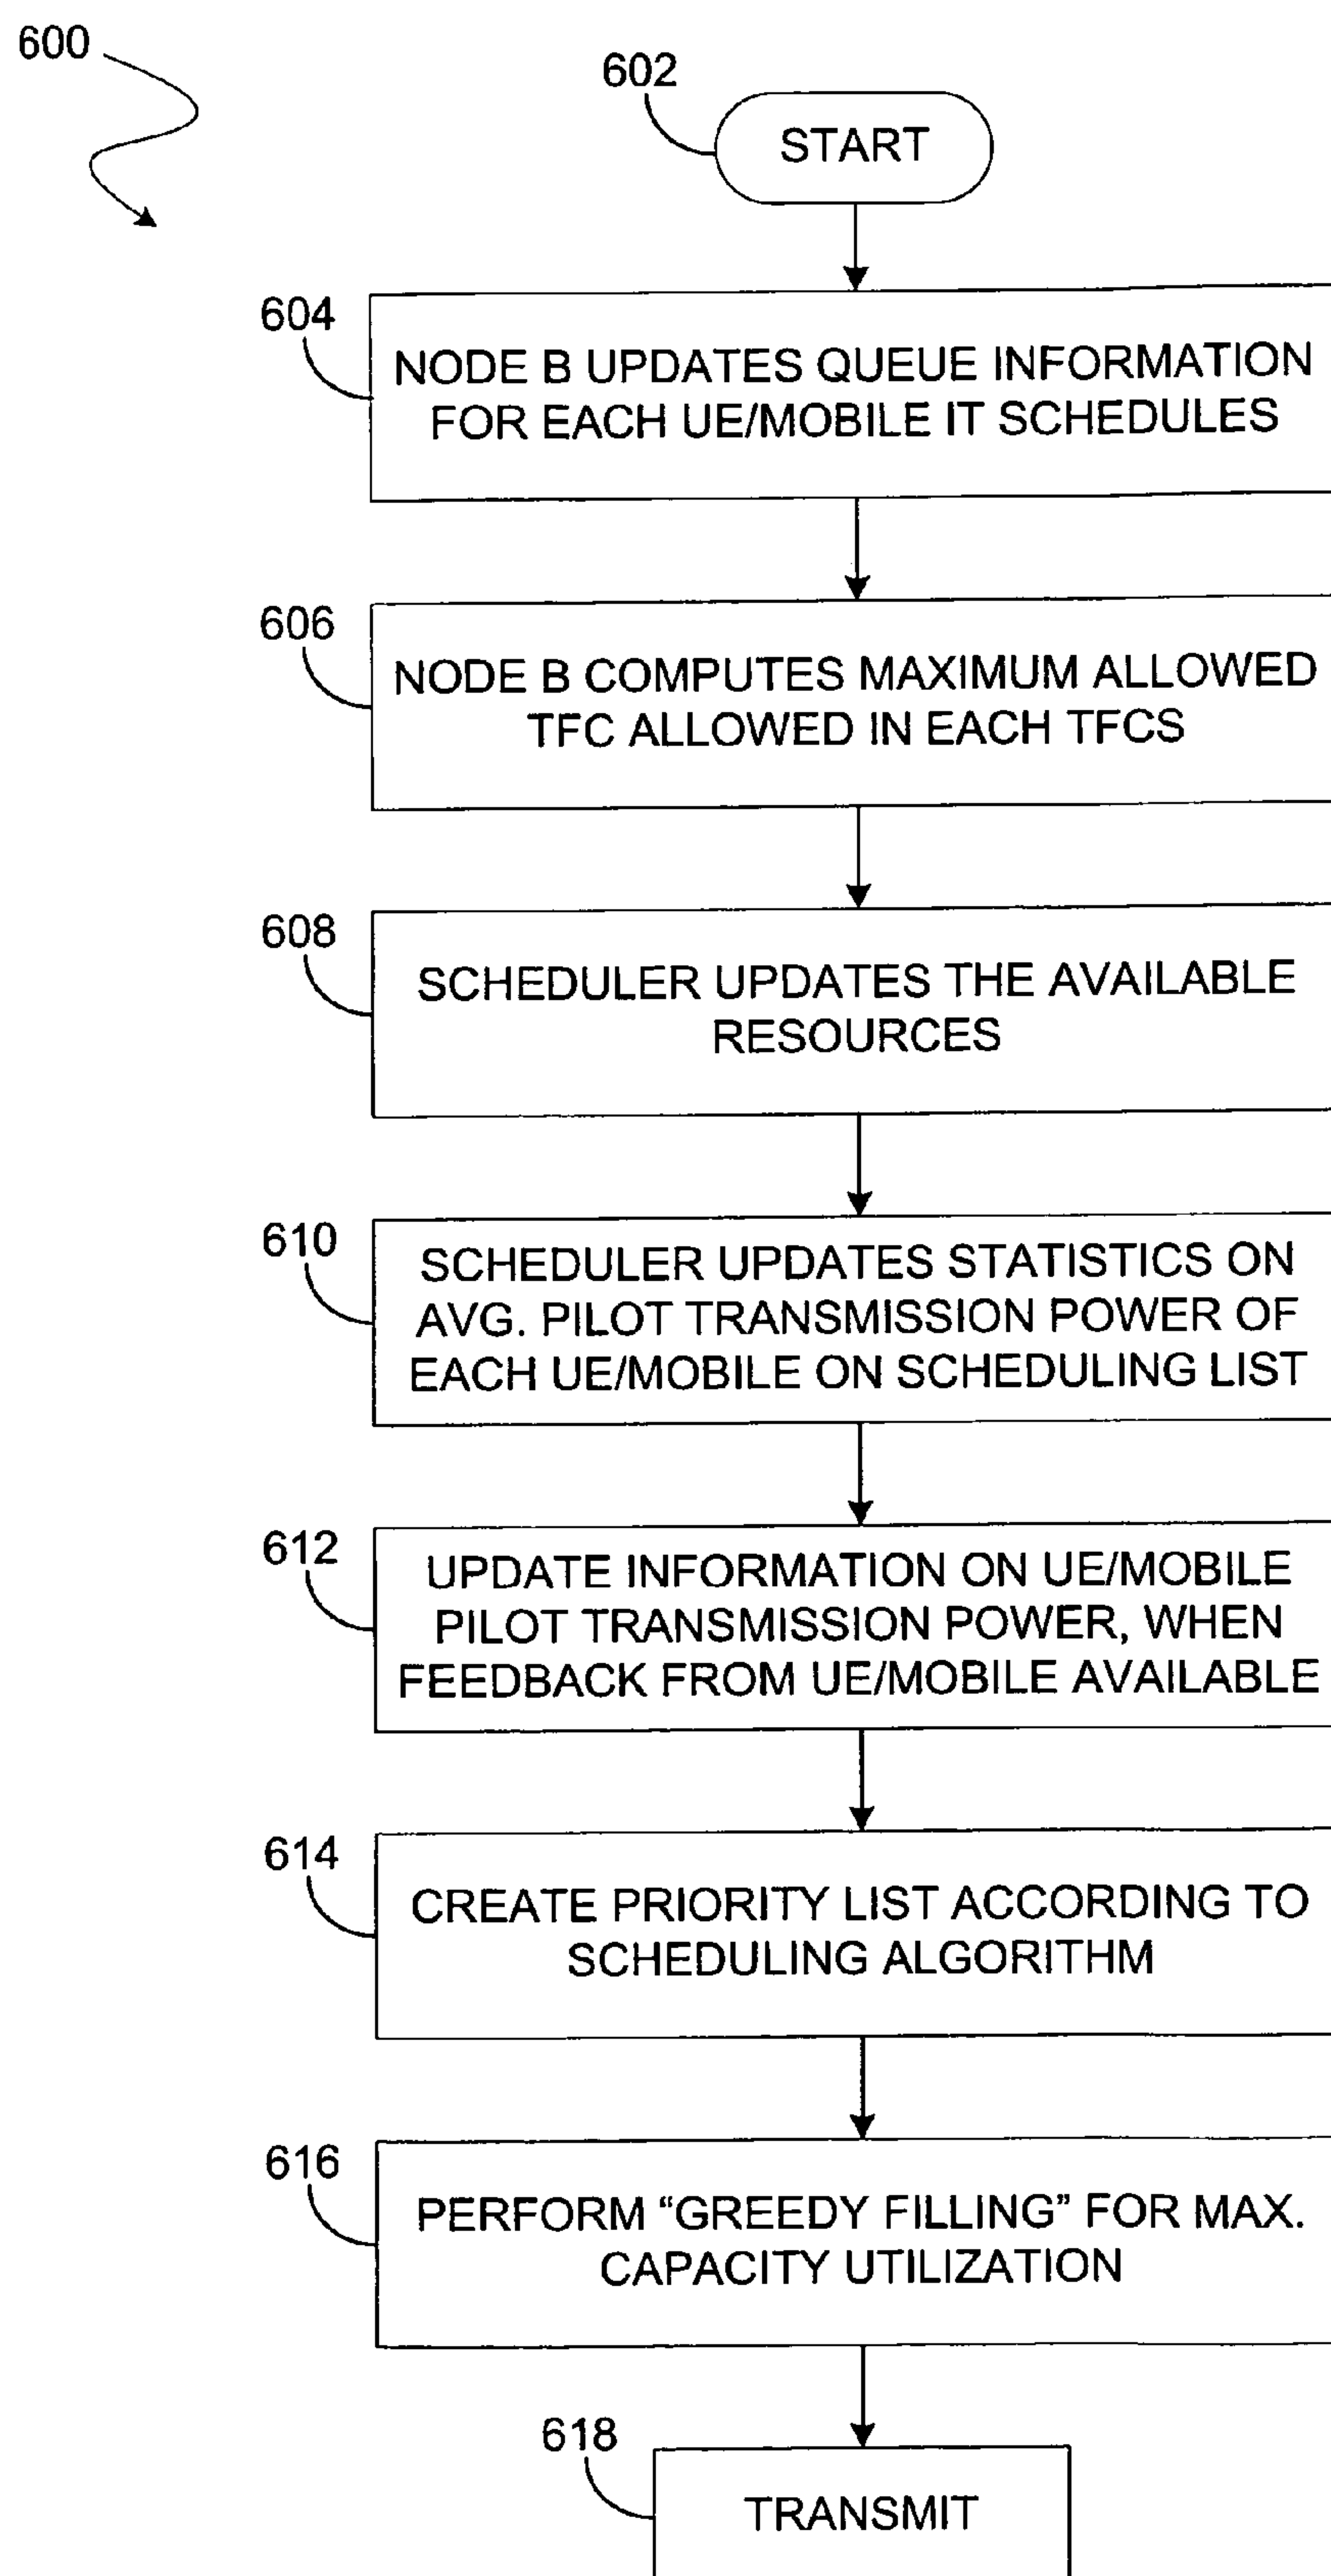 600
602
START
604
NODE B UPDATES QUEUE INFORMATION
FOR EACH UE/MOBILE IT SCHEDULES
606
NODE B COMPUTES MAXIMUM ALLOWED
TFC ALLOWED IN EACH TFCS
608
SCHEDULER UPDATES THE AVAILABLE
RESOURCES
610
SCHEDULER UPDATES STATISTICS ON
AVG. PILOT TRANSMISSION POWER OF
EACH UE/MOBILE ON SCHEDULING LIST
612
UPDATE INFORMATION ON UE/MOBILE
PILOT TRANSMISSION POWER, WHEN
FEEDBACK FROM UE/MOBILE AVAILABLE
614
CREATE PRIORITY LIST ACCORDING TO
SCHEDULING ALGORITHM
616
PERFORM “GREEDY FILLING” FOR MAX.
CAPACITY UTILIZATION
618
TRANSMIT